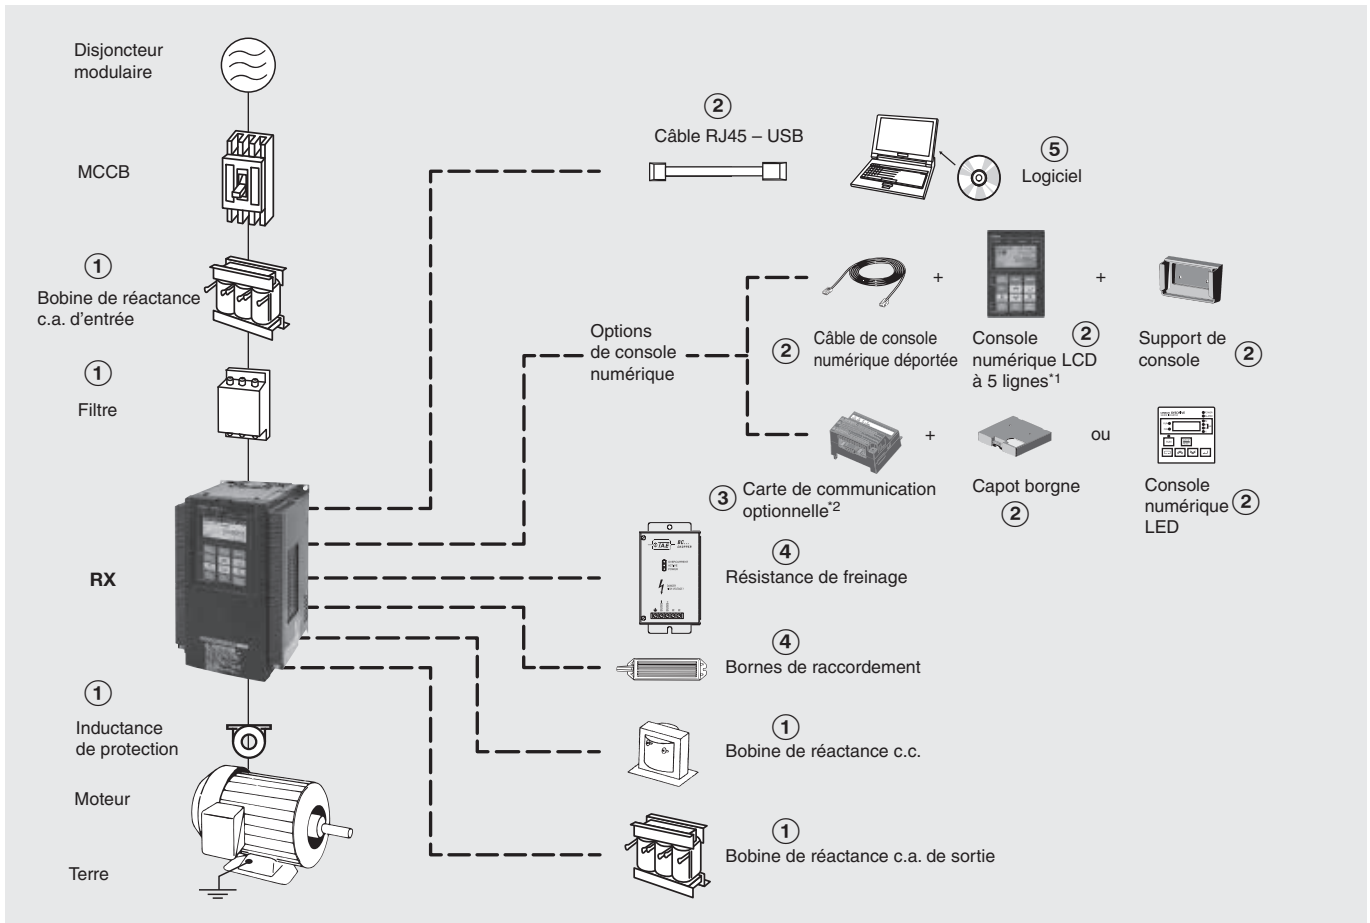 Disjoncteur
modulaire
MCCB
①
Bobine de réactance
c.a. d'entrée
①
Filtre
RX
①
Inductance
de protection
Moteur
Terre
②
Câble RJ45 – USB
⑤
Logiciel
Options
de console
numérique
②
Câble de console
numérique déportée
+
Console
numérique LCD
à 5 lignes*1
②
+
Support de
console
②
③
Carte de communication
optionnelle*2
+
Capot borgne
②
ou
Console
numérique
LED
②
④
Résistance de freinage
④
Bornes de raccordement
①
Bobine de réactance c.c.
①
Bobine de réactance c.a. de sortie